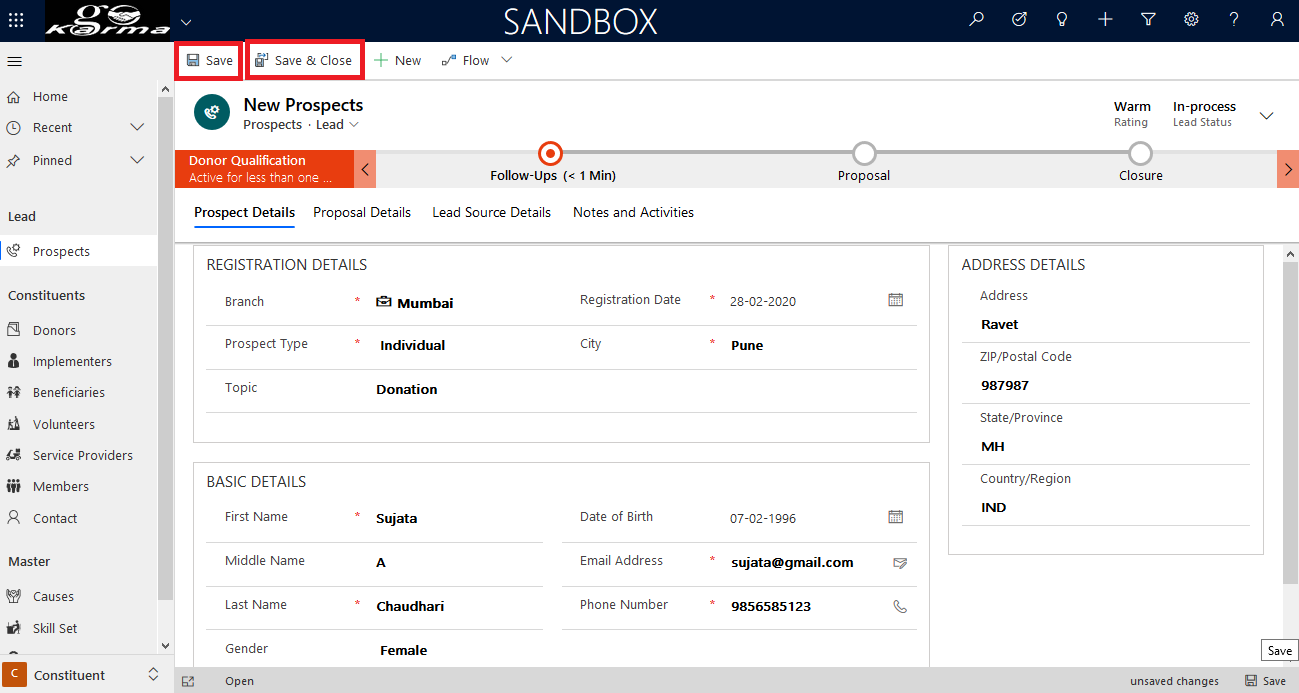 go karma
SANDBOX
Save
Save & Close
New
Flow
Home
Recent
Pinned
Lead
Prospects
Constituents
Donors
Implementers
Beneficiaries
Volunteers
Service Providers
Members
Contact
Master
Causes
Skill Set
C Constituent
New Prospects
Prospects · Lead
Warm
Rating
In-process
Lead Status
Donor Qualification
Active for less than one ...
Follow-Ups (< 1 Min)
Proposal
Closure
Prospect Details
Proposal Details
Lead Source Details
Notes and Activities
REGISTRATION DETAILS
Branch * Mumbai
Registration Date * 28-02-2020
Prospect Type * Individual
City * Pune
Topic Donation
BASIC DETAILS
First Name * Sujata
Date of Birth 07-02-1996
Middle Name A
Email Address * sujata@gmail.com
Last Name * Chaudhari
Phone Number * 9856585123
Gender Female
ADDRESS DETAILS
Address
Ravet
ZIP/Postal Code
987987
State/Province
MH
Country/Region
IND
Save
Open
unsaved changes
Save